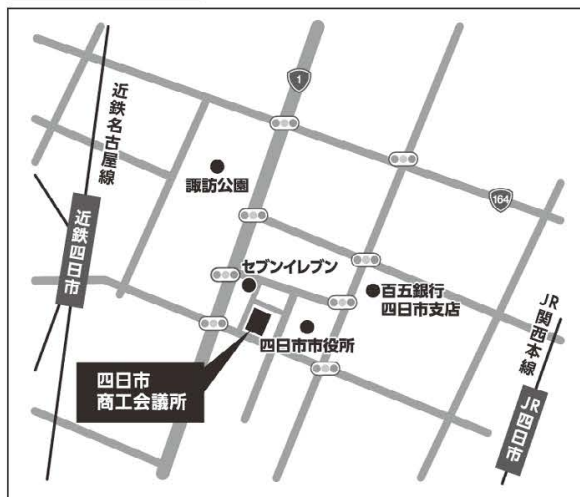 1
近鉄名古屋線
諏訪公園
164
近鉄四日市
セブンイレブン
百五銀行
四日市支店
JR関西本線
四日市市役所
四日市
商工会議所
JR四日市